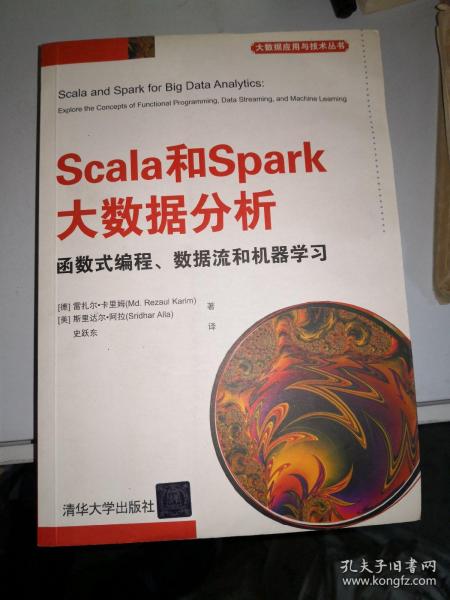 大数据应用与技术丛书
Scala and Spark for Big Data Analytics:
Explore the Concepts of Functional Programming, Data Streaming, and Machine Learning
Scala和Spark
大数据分析
函数式编程、数据流和机器学习
[德] 雷扎尔·卡里姆(Md. Rezaul Karim) 著
[美] 斯里达尔·阿拉(Sridhar Alla)
史跃东 译
清华大学出版社
孔夫子旧书网
www.kongfz.com